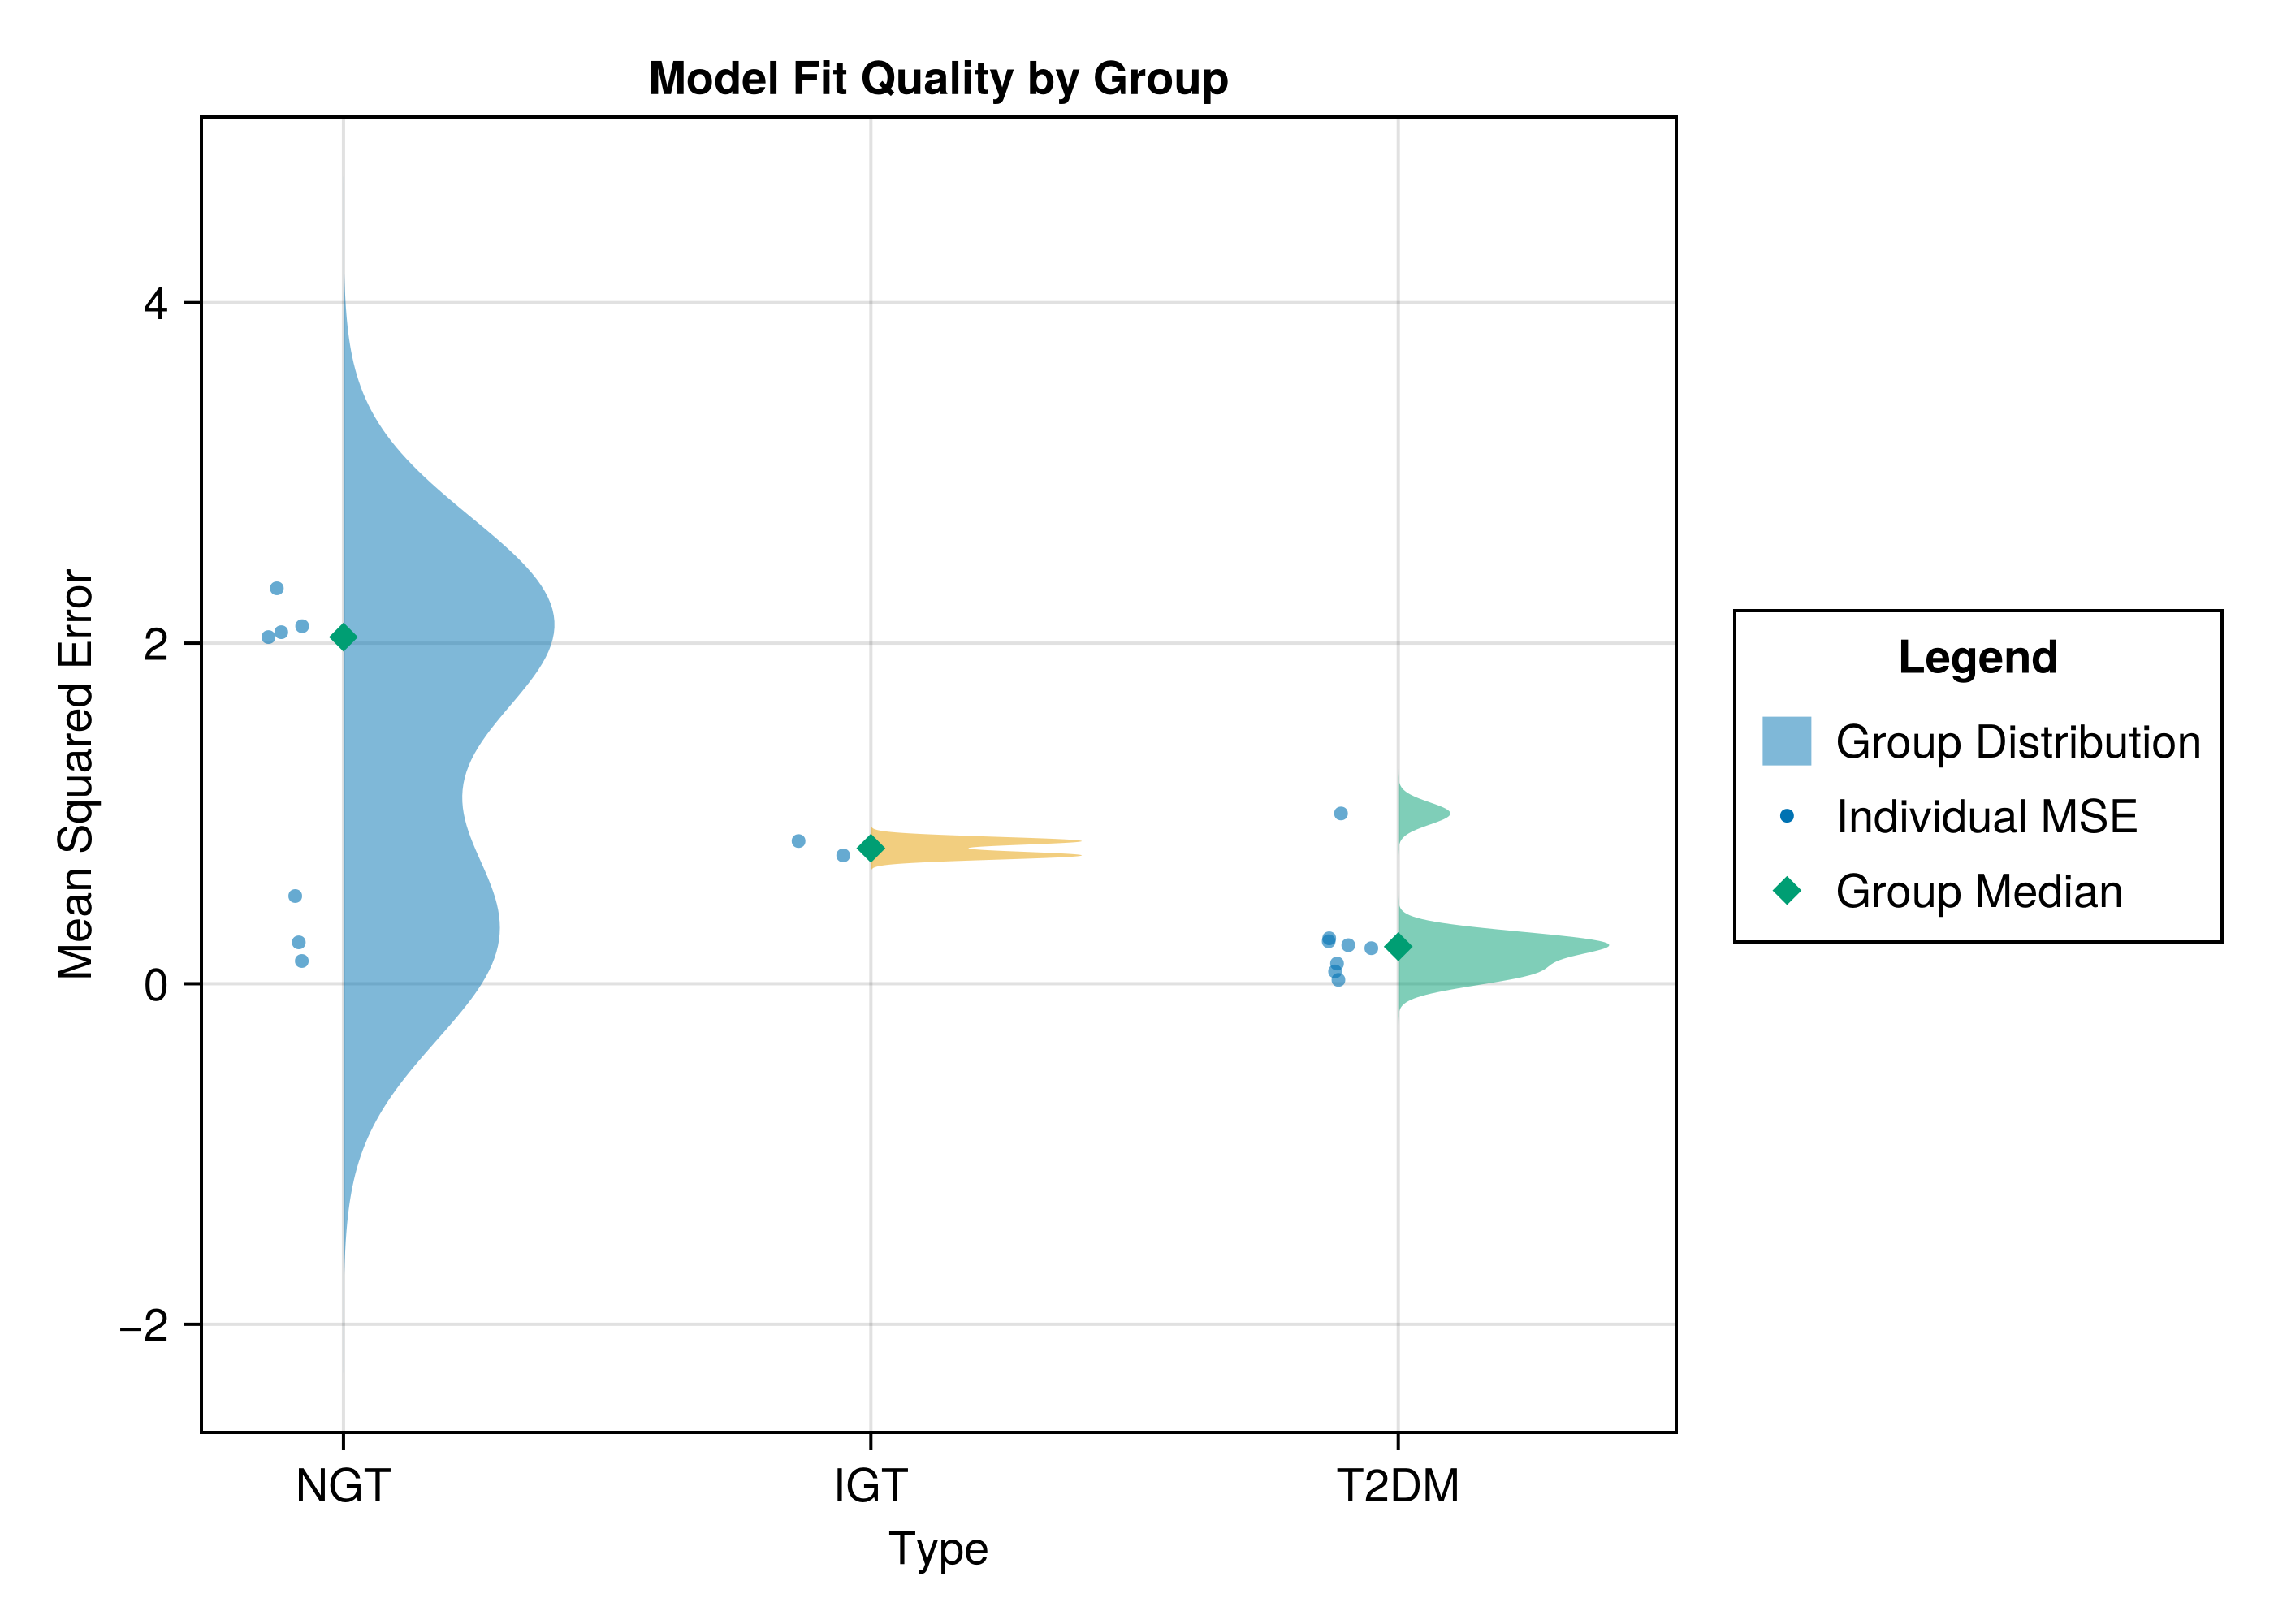 Model Fit Quality by Group
Mean Squared Error
4
2
0
−2
NGT
IGT
T2DM
Type
Legend
Group Distribution
Individual MSE
Group Median